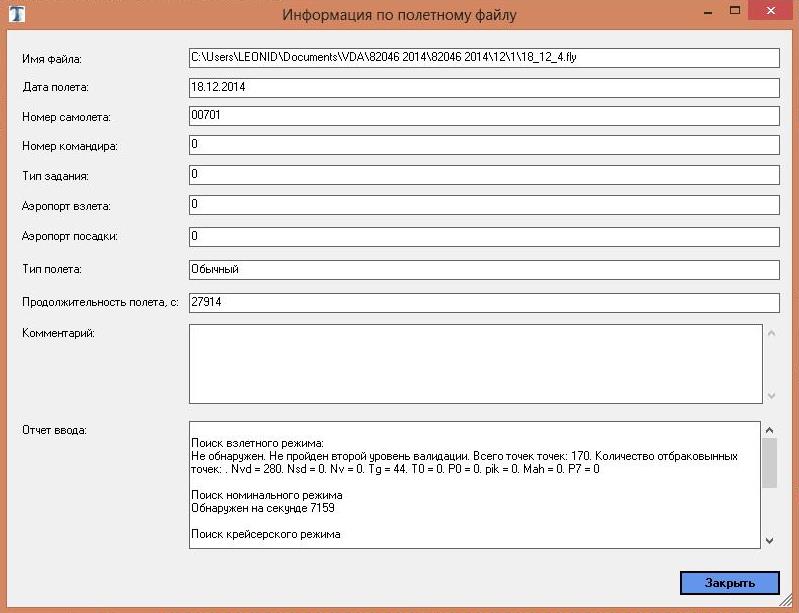 Информация по полетному файлу
Имя файла: C:\Users\LEONID\Documents\VDA\82046 2014\82046 2014\12\1\18_12_4.fly
Дата полета: 18.12.2014
Номер самолета: 00701
Номер командира: 0
Тип задания: 0
Аэропорт взлета: 0
Аэропорт посадки: 0
Тип полета: Обычный
Продолжительность полета, с: 27914
Комментарий:
Отчет ввода:
Поиск взлетного режима:
Не обнаружен. Не пройден второй уровень валидации. Всего точек точек: 170. Количество отбраковынных
точек: . Nvd = 280. Nsd = 0. Nv = 0. Tg = 44. T0 = 0. P0 = 0. pik = 0. Mah = 0. P7 = 0
Поиск номинального режима
Обнаружен на секунде 7159
Поиск крейсерского режима
Закрыть